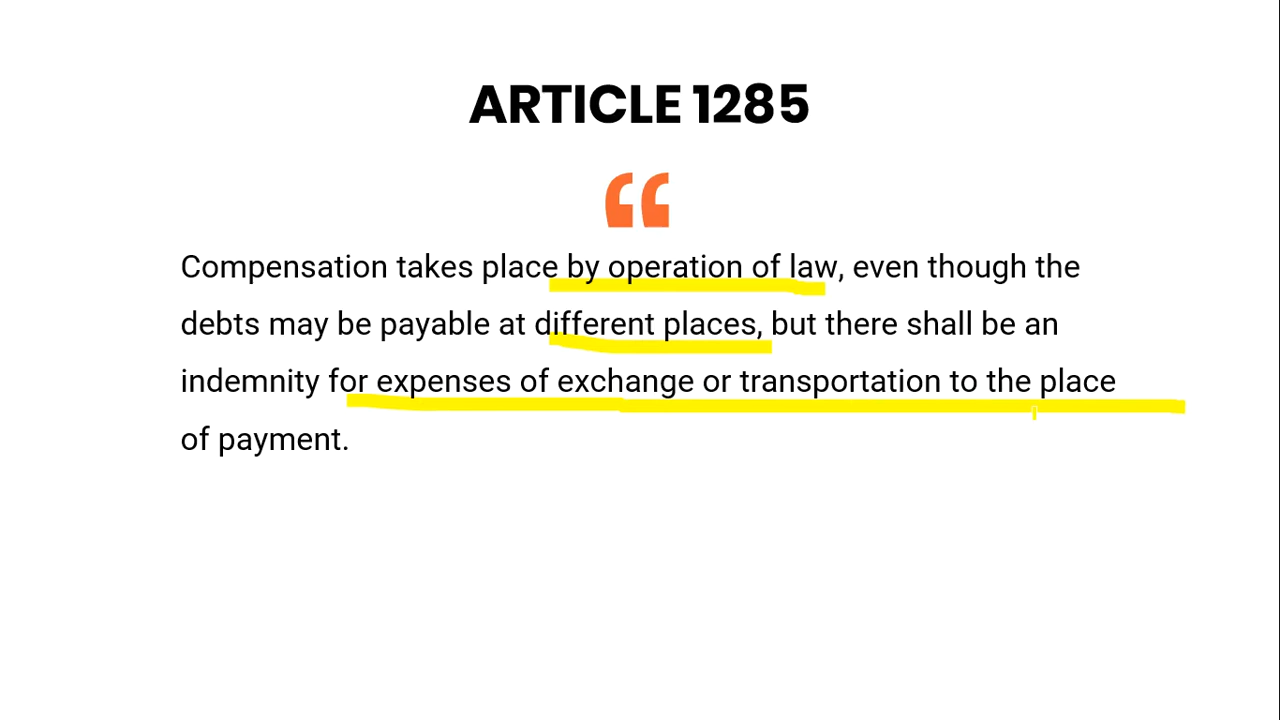 ARTICLE 1285
“
Compensation takes place by operation of law, even though the
debts may be payable at different places, but there shall be an
indemnity for expenses of exchange or transportation to the place
of payment.